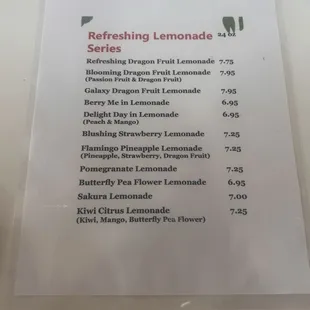 Refreshing Lemonade 24 oz
Series
Refreshing Dragon Fruit Lemonade 7.75
Blooming Dragon Fruit Lemonade 7.95
(Passion Fruit & Dragon Fruit)
Galaxy Dragon Fruit Lemonade 7.95
Berry Me in Lemonade 6.95
Delight Day in Lemonade 6.95
(Peach & Mango)
Blushing Strawberry Lemonade 7.25
Flamingo Pineapple Lemonade 7.25
(Pineapple, Strawberry, Dragon Fruit)
Pomegranate Lemonade 7.25
Butterfly Pea Flower Lemonade 6.95
Sakura Lemonade 7.00
Kiwi Citrus Lemonade 7.25
(Kiwi, Mango, Butterfly Pea Flower)